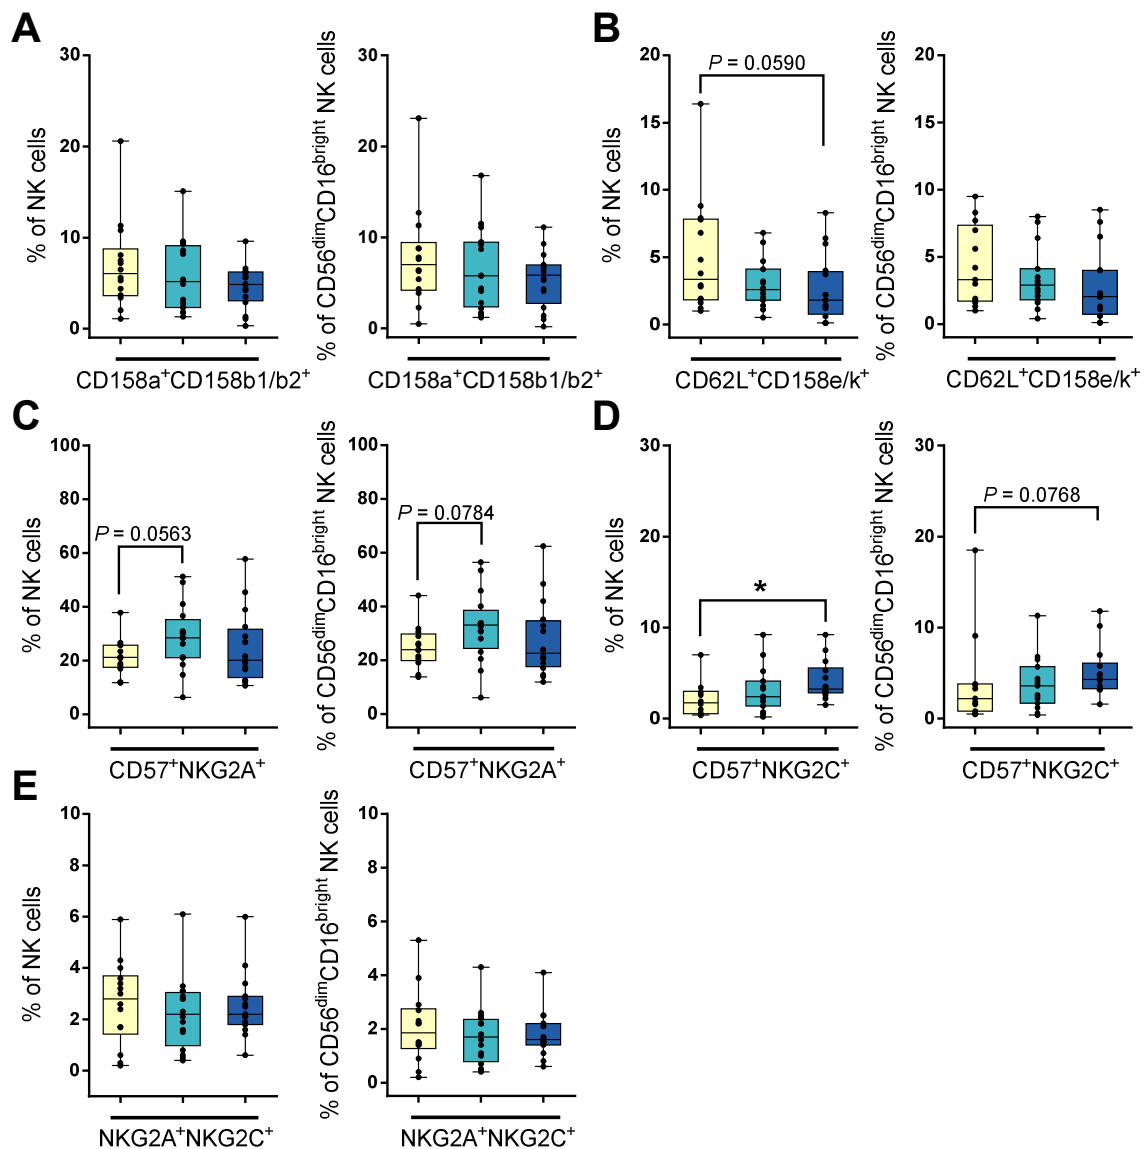 A
% of NK cells
30
20
10
0
CD158a⁺CD158b1/b2⁺
% of CD56ᵈⁱᵐCD16ᵇʳⁱᵍʰᵗ NK cells
30
20
10
0
CD158a⁺CD158b1/b2⁺
B
% of NK cells
20
15
10
5
0
P = 0.0590
CD62L⁺CD158e/k⁺
% of CD56ᵈⁱᵐCD16ᵇʳⁱᵍʰᵗ NK cells
20
15
10
5
0
CD62L⁺CD158e/k⁺
C
% of NK cells
100
80
60
40
20
0
P = 0.0563
CD57⁺NKG2A⁺
% of CD56ᵈⁱᵐCD16ᵇʳⁱᵍʰᵗ NK cells
100
80
60
40
20
0
P = 0.0784
CD57⁺NKG2A⁺
D
% of NK cells
30
20
10
0
*
CD57⁺NKG2C⁺
% of CD56ᵈⁱᵐCD16ᵇʳⁱᵍʰᵗ NK cells
30
20
10
0
P = 0.0768
CD57⁺NKG2C⁺
E
% of NK cells
10
8
6
4
2
0
NKG2A⁺NKG2C⁺
% of CD56ᵈⁱᵐCD16ᵇʳⁱᵍʰᵗ NK cells
10
8
6
4
2
0
NKG2A⁺NKG2C⁺